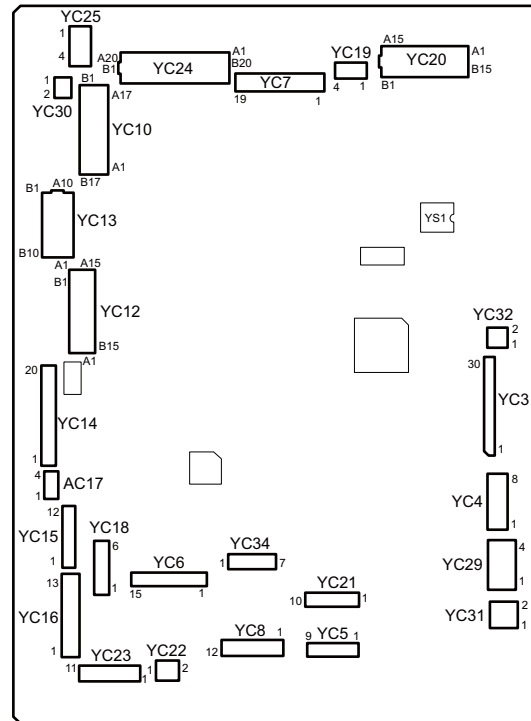 YC25
1
4
A20
B1
YC24
A1
B20
YC7
19
1
YC19
4
1
A15
B1
YC20
A1
B15
1
2
YC30
B1
A17
YC10
B17
A1
B1
A10
YC13
B10
A1
YS1
A15
B1
YC12
B15
A1
YC32
2
1
30
YC3
1
20
YC14
1
4
1
AC17
8
YC4
1
12
YC15
1
YC18
6
1
YC6
15
1
YC34
1
7
YC29
4
1
13
YC16
1
YC21
10
1
YC31
2
1
YC8
12
1
YC5
9
1
YC23
11
1
YC22
1
2